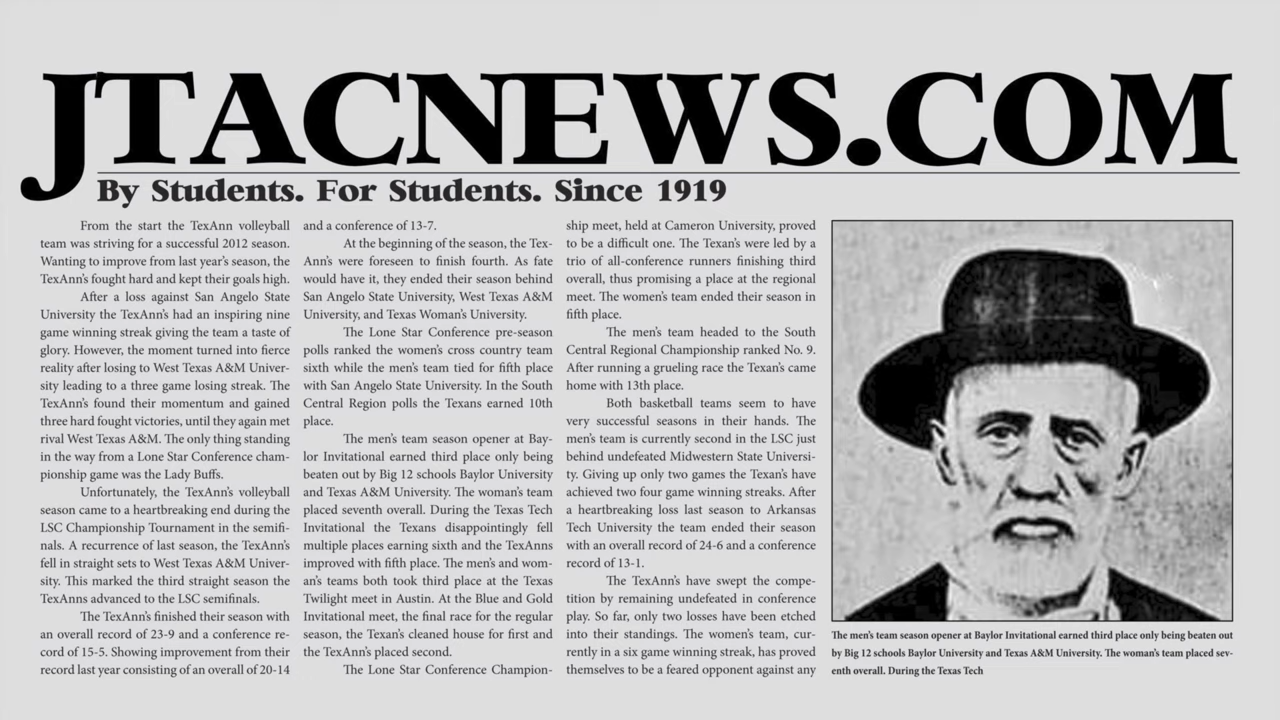 JTACNEWS.COM
By Students. For Students. Since 1919
From the start the TexAnn volleyball
team was striving for a successful 2012 season.
Wanting to improve from last year's season, the
TexAnn's fought hard and kept their goals high.
After a loss against San Angelo State
University the TexAnn's had an inspiring nine
game winning streak giving the team a taste of
glory. However, the moment turned into fierce
reality after losing to West Texas A&M Univer-
sity leading to a three game losing streak. The
TexAnn's found their momentum and gained
three hard fought victories, until they again met
rival West Texas A&M. The only thing standing
in the way from a Lone Star Conference cham-
pionship game was the Lady Buffs.
Unfortunately, the TexAnn's volleyball
season came to a heartbreaking end during the
LSC Championship Tournament in the semifi-
nals. A recurrence of last season, the TexAnn's
fell in straight sets to West Texas A&M Univer-
sity. This marked the third straight season the
TexAnns advanced to the LSC semifinals.
The TexAnn's finished their season with
an overall record of 23-9 and a conference re-
cord of 15-5. Showing improvement from their
record last year consisting of an overall of 20-14
and a conference of 13-7.
At the beginning of the season, the Tex-
Ann's were foreseen to finish fourth. As fate
would have it, they ended their season behind
San Angelo State University, West Texas A&M
University, and Texas Woman's University.
The Lone Star Conference pre-season
polls ranked the women's cross country team
sixth while the men's team tied for fifth place
with San Angelo State University. In the South
Central Region polls the Texans earned 10th
place.
The men's team season opener at Bay-
lor Invitational earned third place only being
beaten out by Big 12 schools Baylor University
and Texas A&M University. The woman's team
placed seventh overall. During the Texas Tech
Invitational the Texans disappointingly fell
multiple places earning sixth and the TexAnns
improved with fifth place. The men's and wom-
an's teams both took third place at the Texas
Twilight meet in Austin. At the Blue and Gold
Invitational meet, the final race for the regular
season, the Texan's cleaned house for first and
the TexAnn's placed second.
The Lone Star Conference Champion-
ship meet, held at Cameron University, proved
to be a difficult one. The Texan's were led by a
trio of all-conference runners finishing third
overall, thus promising a place at the regional
meet. The women's team ended their season in
fifth place.
The men's team headed to the South
Central Regional Championship ranked No. 9.
After running a grueling race the Texan's came
home with 13th place.
Both basketball teams seem to have
very successful seasons in their hands. The
men's team is currently second in the LSC just
behind undefeated Midwestern State Universi-
ty. Giving up only two games the Texan's have
achieved two four game winning streaks. After
a heartbreaking loss last season to Arkansas
Tech University the team ended their season
with an overall record of 24-6 and a conference
record of 13-1.
The TexAnn's have swept the compe-
tition by remaining undefeated in conference
play. So far, only two losses have been etched
into their standings. The women's team, cur-
rently in a six game winning streak, has proved
themselves to be a feared opponent against any
The men's team season opener at Baylor Invitational earned third place only being beaten out
by Big 12 schools Baylor University and Texas A&M University. The woman's team placed sev-
enth overall. During the Texas Tech